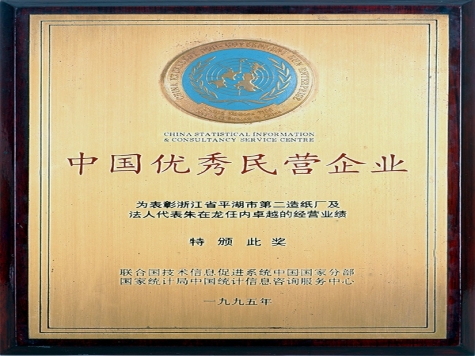 CHINA STATISTICAL INFORMATION
& CONSULTANCY SERVICE CENTRE
中国优秀民营企业
为表彰浙江省平湖市第二造纸厂及
法人代表朱在龙任内卓越的经营业绩
特颁此奖
联合国技术信息促进系统中国国家分部
国家统计局中国统计信息咨询服务中心
一九九五年